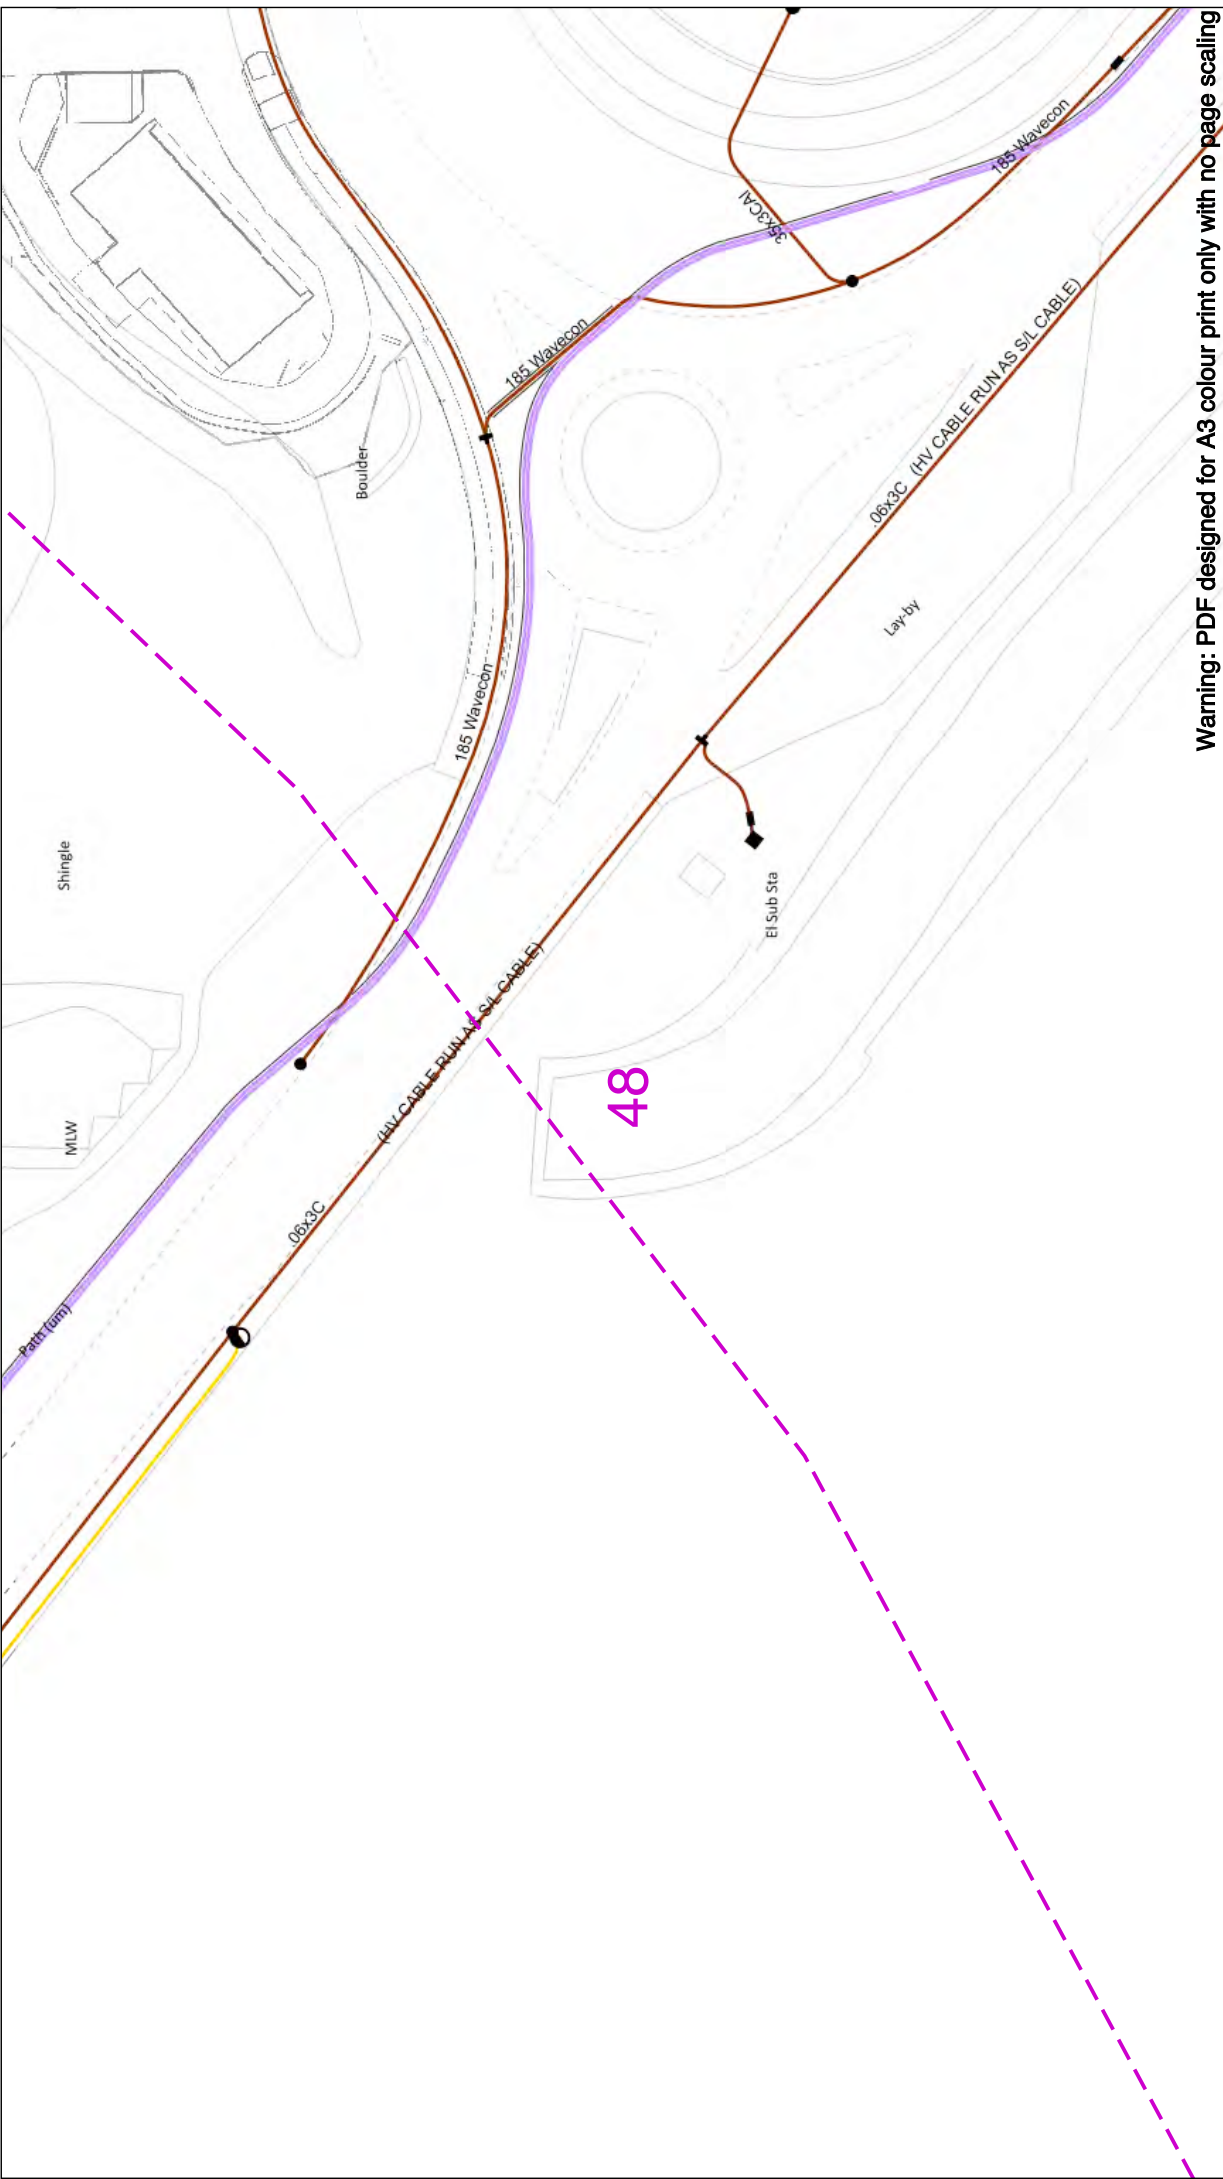 Warning: PDF designed for A3 colour print only with no page scaling
185 Wavecon
35x3CAl
185 Wavecon
.06x3C (HV CABLE RUN AS S/L CABLE)
Boulder
Lay-by
185 Wavecon
Shingle
El Sub Sta
(HV CABLE RUN AS S/L CABLE)
48
MLW
.06x3C
Path (um)